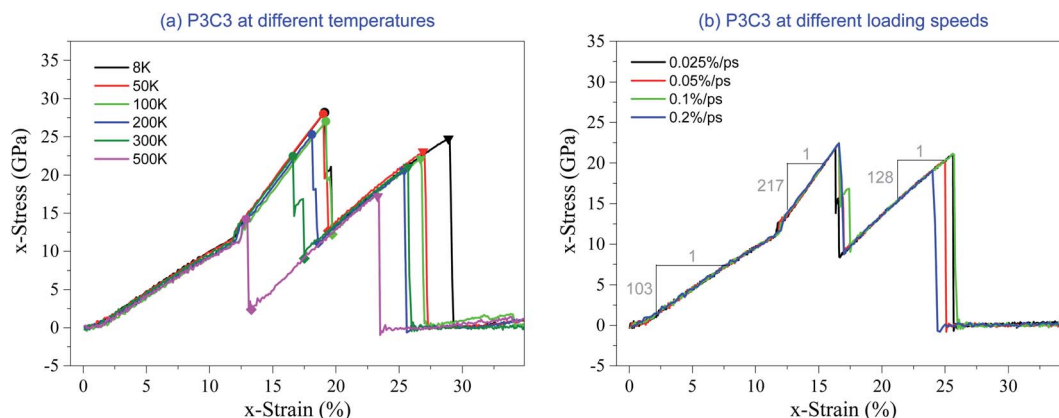 (a) P3C3 at different temperatures
(b) P3C3 at different loading speeds
x-Stress (GPa)
35
30
25
20
15
10
5
0
-5
8K
50K
100K
200K
300K
500K
0
5
10
15
20
25
30
x-Strain (%)
x-Stress (GPa)
35
30
25
20
15
10
5
0
-5
0.025%/ps
0.05%/ps
0.1%/ps
0.2%/ps
103
1
217
1
128
1
0
5
10
15
20
25
30
x-Strain (%)